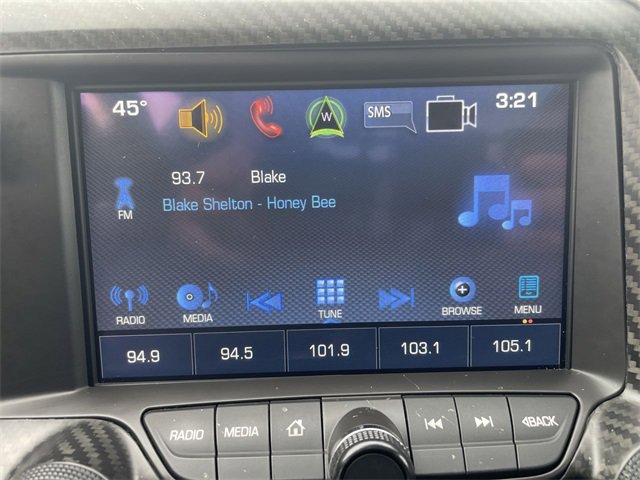 45° W SMS 3:21
93.7 Blake
FM
Blake Shelton - Honey Bee
RADIO MEDIA TUNE BROWSE MENU
94.9 94.5 101.9 103.1 105.1
RADIO MEDIA BACK